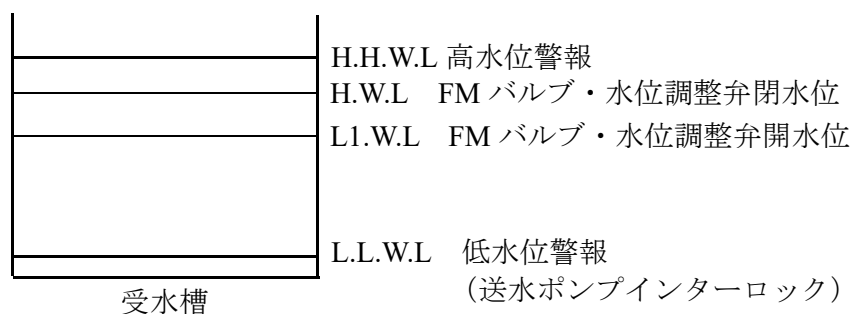 H.H.W.L 高水位警報
H.W.L　FM バルブ・水位調整弁閉水位
L1.W.L　FM バルブ・水位調整弁開水位
L.L.W.L　低水位警報
（送水ポンプインターロック）
受水槽